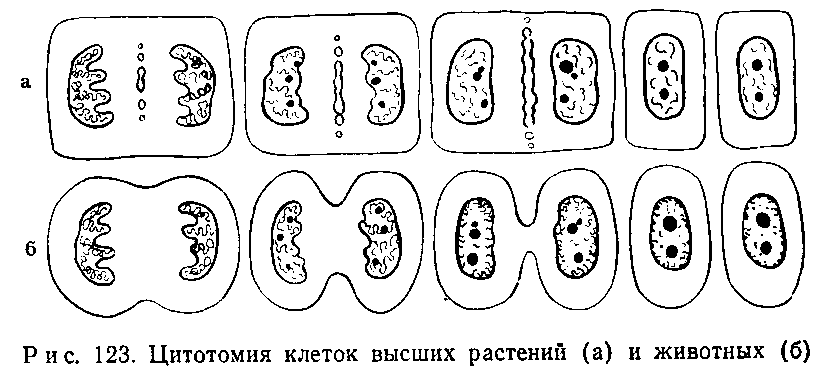 а
б
Рис. 123. Цитотомия клеток высших растений (а) и животных (б)